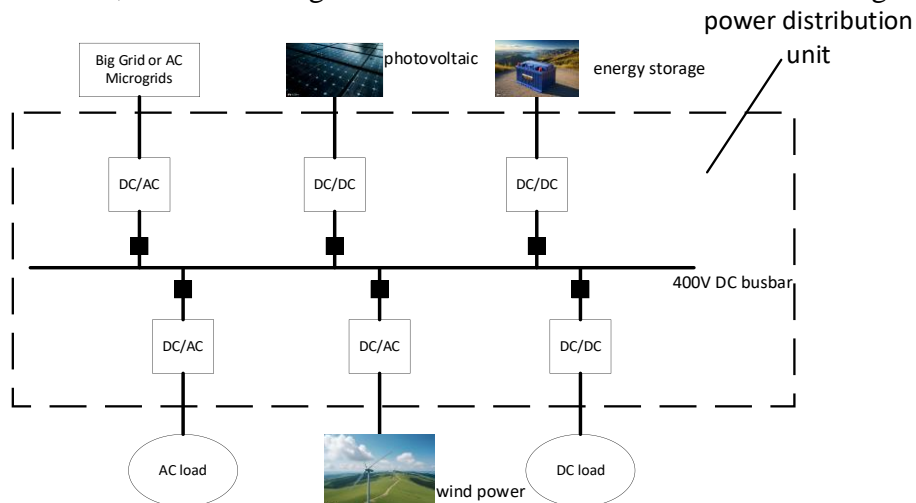 power distribution
unit
Big Grid or AC
Microgrids
photovoltaic
energy storage
DC/AC
DC/DC
DC/DC
400V DC busbar
DC/AC
DC/AC
DC/DC
AC load
wind power
DC load